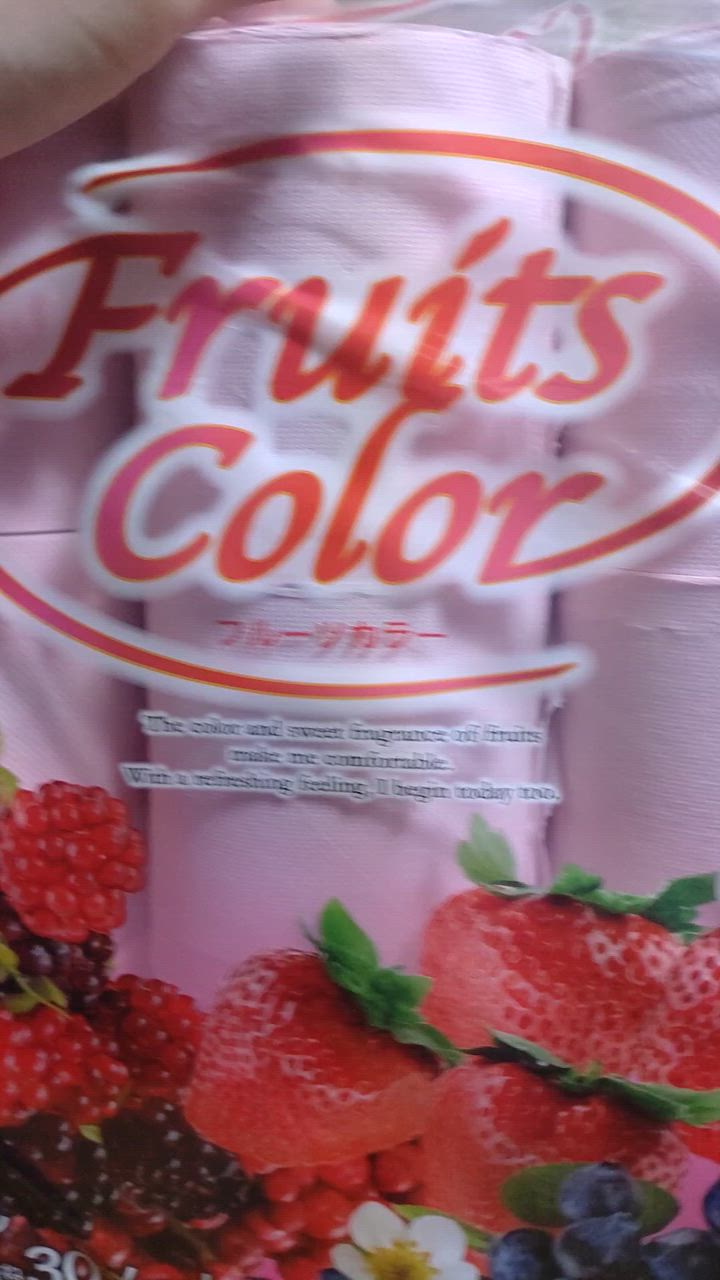 Fruits
Color
フルーツカラー
The color and sweet fragrance of fruits
make me comfortable.
With a refreshing feeling, I begin today too.
30